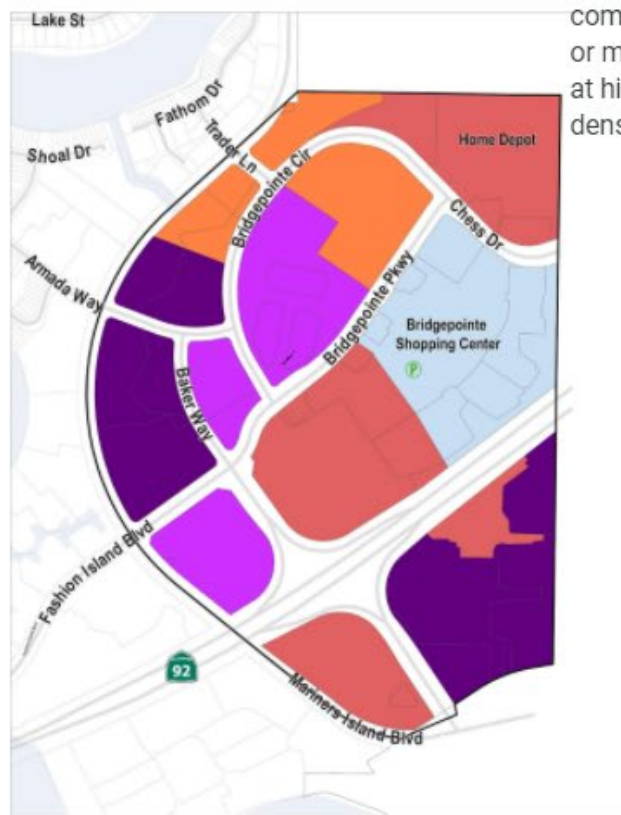 Lake St
com
or m
at hi
dens
Fathom Dr
Trader Ln
Shoal Dr
Home Depot
Bridgepointe Cir
Chess Dr
Armada Way
Bridgepointe Pkwy
Bridgepointe
Shopping Center
P
Baker Way
Fashion Island Blvd
92
Mariners Island Blvd